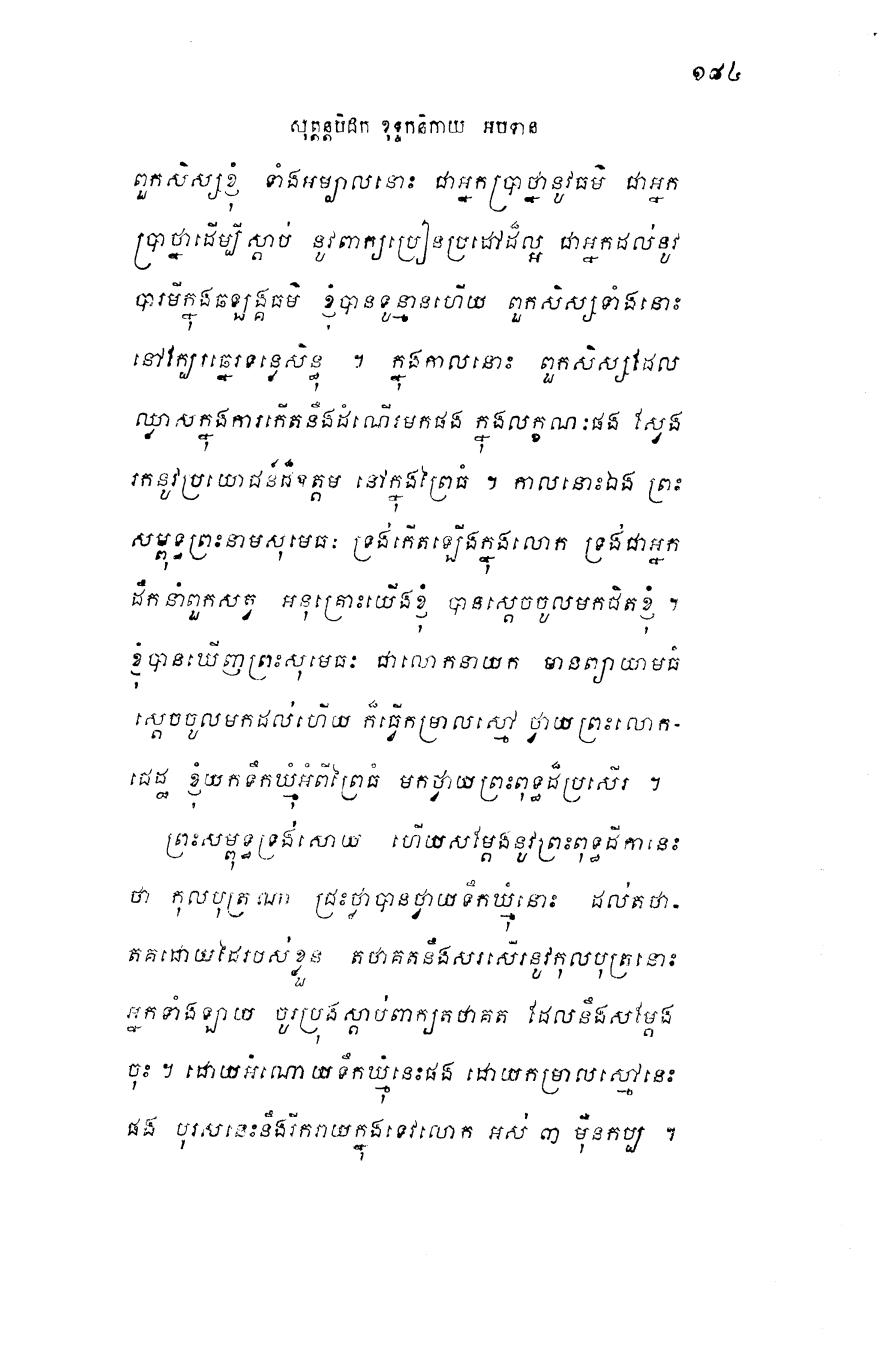 ១៨៤
សុត្តន្តបិដក ខុទ្ទកនិកាយ អបទាន
ពួកសិស្សខ្ញុំ ទាំងអម្បាលនោះ ជាអ្នកប្រាថ្នានូវធម៌ ជាអ្នក
ប្រាថ្នាដើម្បីស្តាប់ នូវពាក្យប្រៀនប្រដៅដ៏ល្អ ជាអ្នកដល់នូវ
បារមីក្នុងឆឡង្គធម៌ ខ្ញុំបានទូន្មានហើយ ពួកសិស្សទាំងនោះ
នៅក្បែរឆ្នេរទន្លេសិន្ធុ ។ ក្នុងកាលនោះ ពួកសិស្សដែល
ឈ្លាសក្នុងការកើតនឹងដំណើរមកផង ក្នុងលក្ខណះផង ស្វែង
រកនូវប្រយោជន៍ដ៏ឧត្តម នៅក្នុងព្រៃធំ ។ កាលនោះឯង ព្រះ
សម្ពុទ្ធព្រះនាមសុមេធៈ ទ្រង់កើតឡើងក្នុងលោក ទ្រង់ជាអ្នក
ដឹកនាំពួកសត្វ អនុគ្រោះយើងខ្ញុំ បានស្តេចចូលមកជិតខ្ញុំ ។
ខ្ញុំបានឃើញព្រះសុមេធៈ ជាលោកនាយក មានព្យាយាមធំ
ស្តេចចូលមកដល់ហើយ ក៏ធ្វើកម្រាលស្មៅ ថ្វាយព្រះលោក-
ជេដ្ឋ ខ្ញុំយកទឹកឃ្មុំអំពីព្រៃធំ មកថ្វាយព្រះពុទ្ធដ៏ប្រសើរ ។
ព្រះសម្ពុទ្ធទ្រង់សោយ ហើយសម្តែងនូវព្រះពុទ្ធដីកានេះ
ថា កុលបុត្រណា ជ្រះថ្លាបានថ្វាយទឹកឃ្មុំនោះ ដល់តថា-
គតដោយដៃរបស់ខ្លួន តថាគតនឹងសរសើរនូវកុលបុត្រនោះ
អ្នកទាំងឡាយ ចូរប្រុងស្តាប់ពាក្យតថាគត ដែលនឹងសម្តែង
ចុះ ។ ដោយអំណោយទឹកឃ្មុំនេះផង ដោយកម្រាលស្មៅនេះ
ផង បុរសនេះនឹងរីករាយក្នុងទេវលោក អស់ ៣ ម៉ឺនកប្ប ។